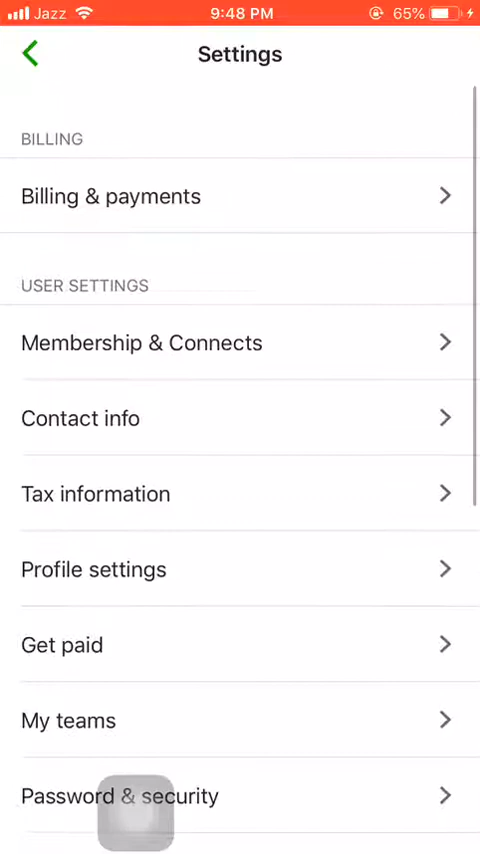 Jazz
9:48 PM
65%
Settings
BILLING
Billing & payments
USER SETTINGS
Membership & Connects
Contact info
Tax information
Profile settings
Get paid
My teams
Password & security